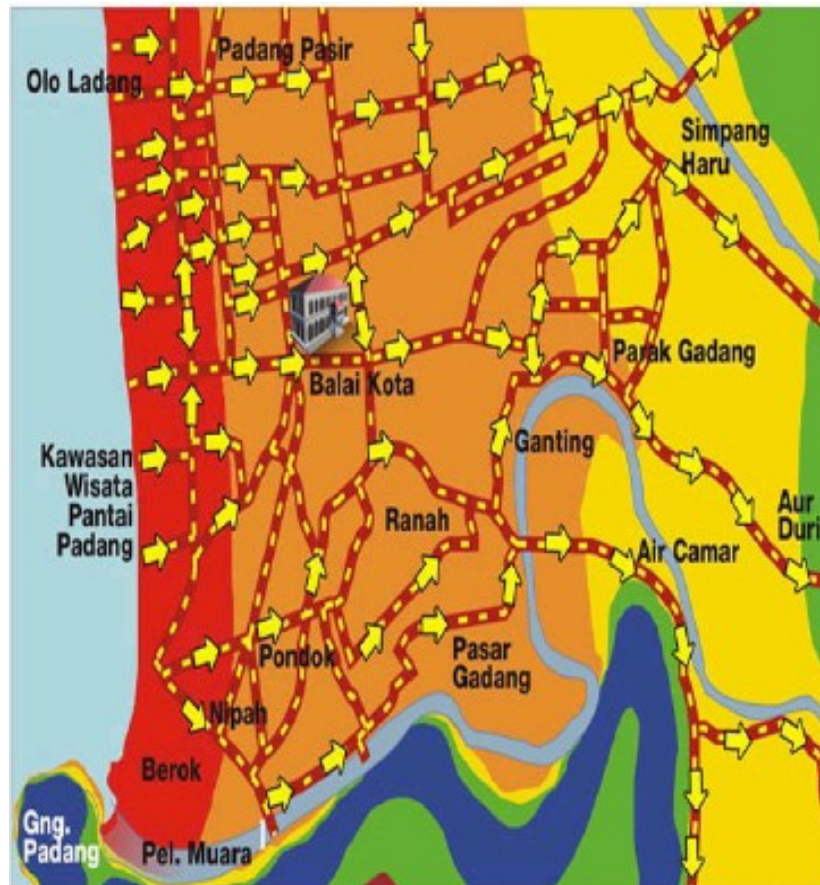 Padang Pasir
Olo Ladang
Simpang
Haru
Parak Gadang
Balai Kota
Kawasan
Wisata
Pantai
Padang
Ganting
Ranah
Aur
Duri
Air Camar
Pondok
Pasar
Gadang
Nipah
Berok
Gng.
Padang
Pel. Muara